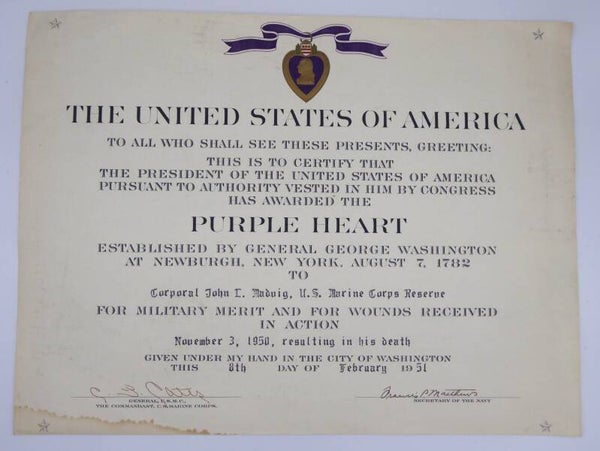 THE UNITED STATES OF AMERICA
TO ALL WHO SHALL SEE THESE PRESENTS, GREETING:
THIS IS TO CERTIFY THAT
THE PRESIDENT OF THE UNITED STATES OF AMERICA
PURSUANT TO AUTHORITY VESTED IN HIM BY CONGRESS
HAS AWARDED THE
PURPLE HEART
ESTABLISHED BY GENERAL GEORGE WASHINGTON
AT NEWBURGH, NEW YORK, AUGUST 7, 1782
TO
Corporal John L. Madvig, U.S. Marine Corps Reserve
FOR MILITARY MERIT AND FOR WOUNDS RECEIVED
IN ACTION
November 3, 1950, resulting in his death
GIVEN UNDER MY HAND IN THE CITY OF WASHINGTON
THIS 8th DAY OF February 1951
Francis P. Matthews
GENERAL, U.S.M.C.,
THE COMMANDANT, U.S. MARINE CORPS.
SECRETARY OF THE NAVY